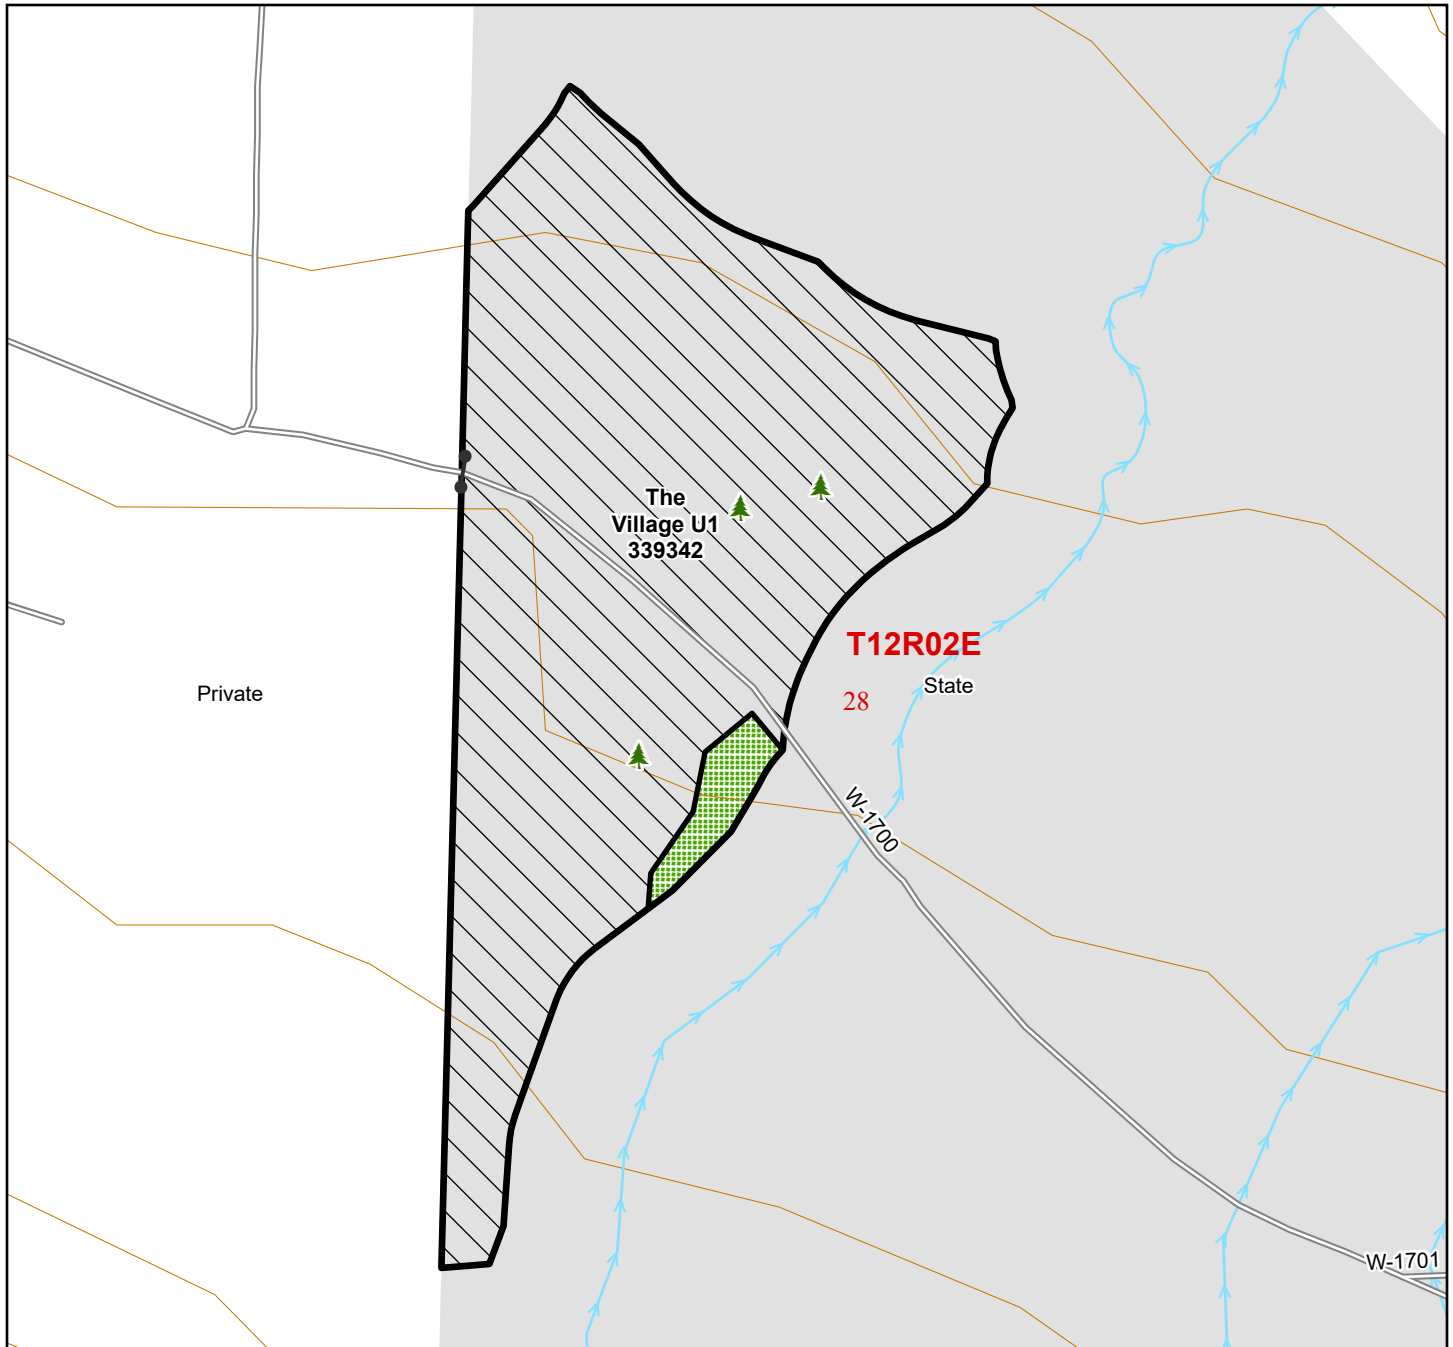 The
Village U1
339342
T12R02E
State
28
Private
W-1700
W-1701